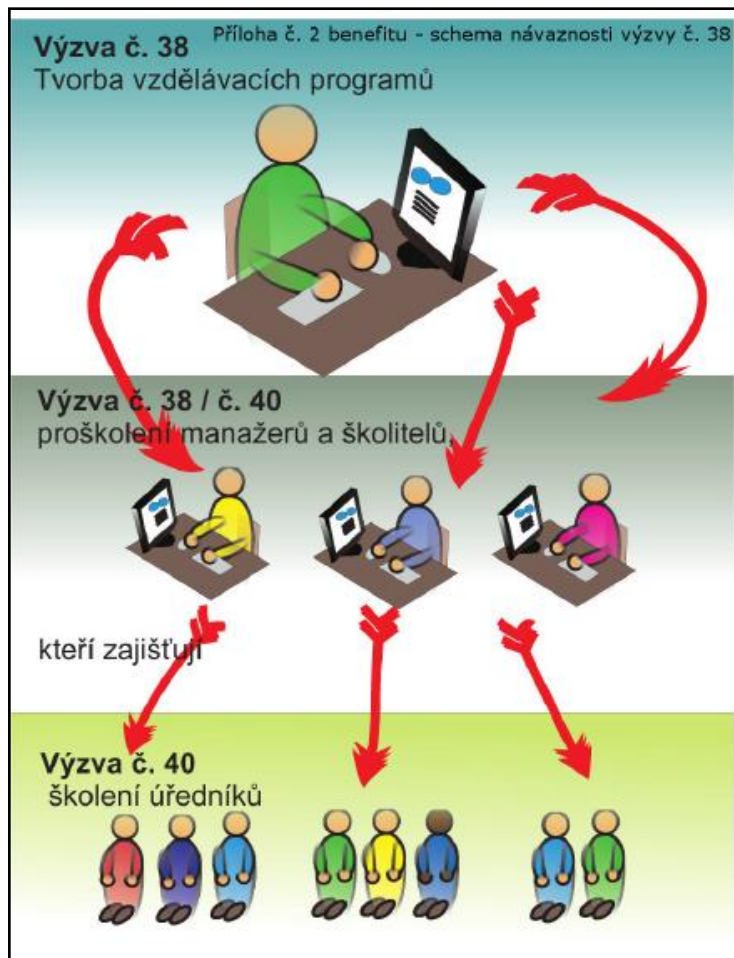 Příloha č. 2 benefitu - schema návaznosti výzvy č. 38
Výzva č. 38
Tvorba vzdělávacích programů
Výzva č. 38 / č. 40
proškolení manažerů a školitelů,
kteří zajišťují
Výzva č. 40
školení úředníků